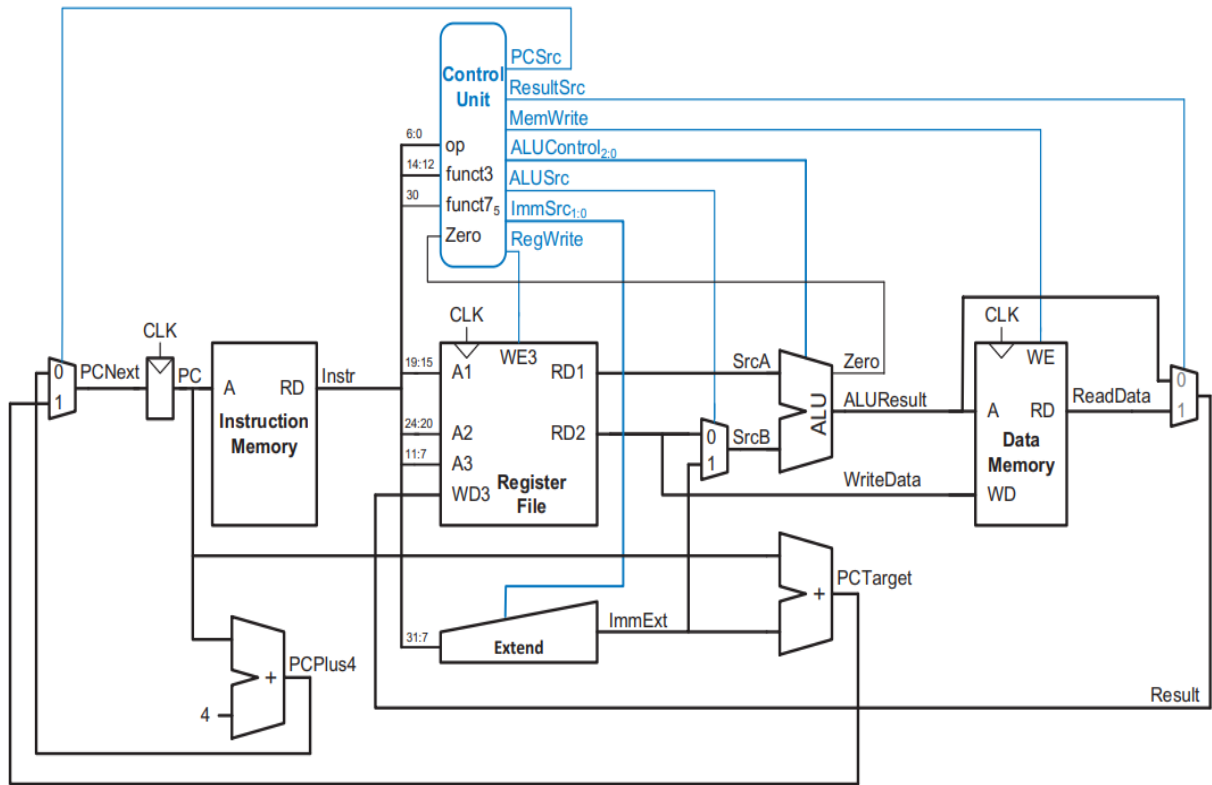 PCSrc
Control
Unit
ResultSrc
MemWrite
6:0
op
ALUControl2:0
14:12
funct3
ALUSrc
30
funct75
ImmSrc1:0
Zero
RegWrite
CLK
CLK
CLK
0
1
PCNext
PC
A
RD
Instr
Instruction
Memory
19:15
A1
WE3
RD1
SrcA
Zero
WE
24:20
A2
RD2
0
1
SrcB
ALU
ALUResult
A
RD
ReadData
0
1
11:7
A3
Data
Memory
WD3
Register
File
WriteData
WD
PCTarget
+
31:7
Extend
ImmExt
PCPlus4
+
4
Result